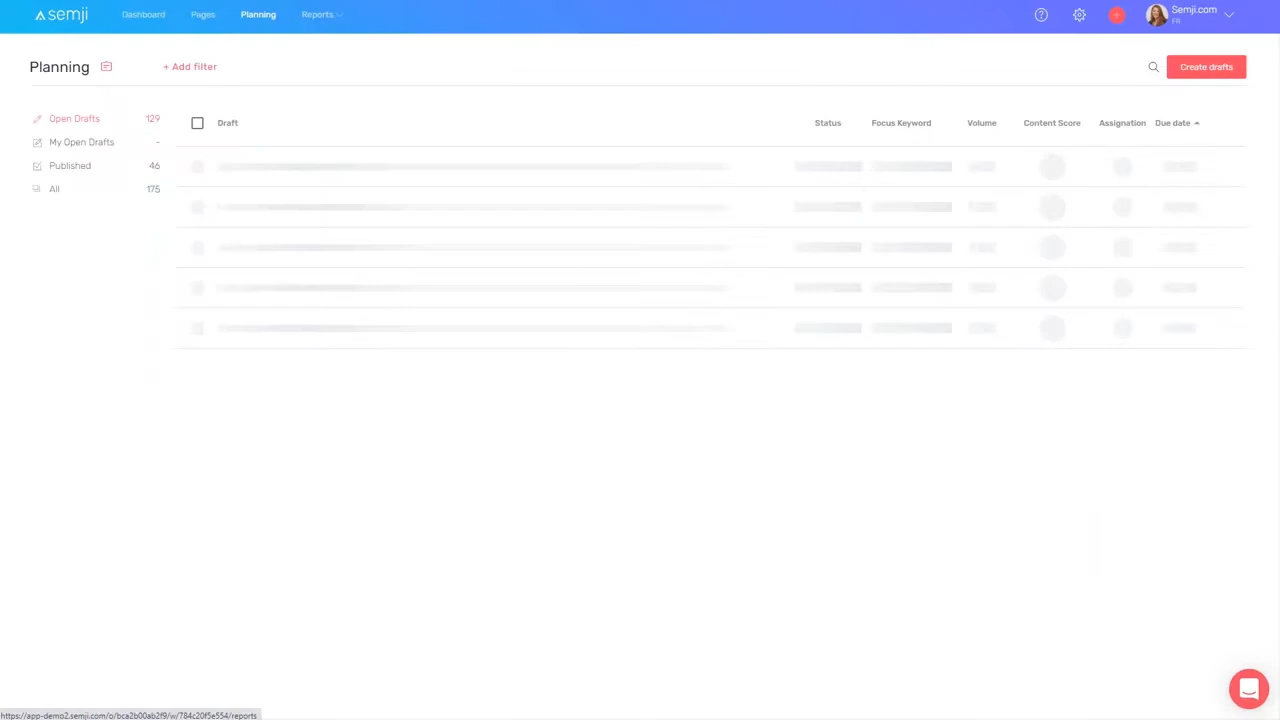 semji Dashboard Pages Planning Reports Semji.com
FR
Planning + Add filter Create drafts
Open Drafts 129 Draft Status Focus Keyword Volume Content Score Assignation Due date
My Open Drafts -
Published 46
All 175
https://app-demo2.semji.com/o/bca2b00ab2f9/w/784c20f5e554/reports